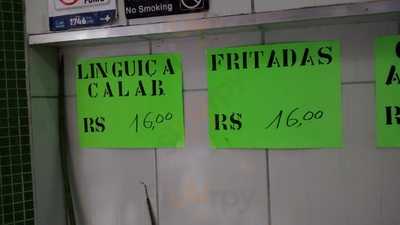 No Smoking
LINGUIÇA
CALAB.
R$ 16,00
FRITADAS
R$ 16,00